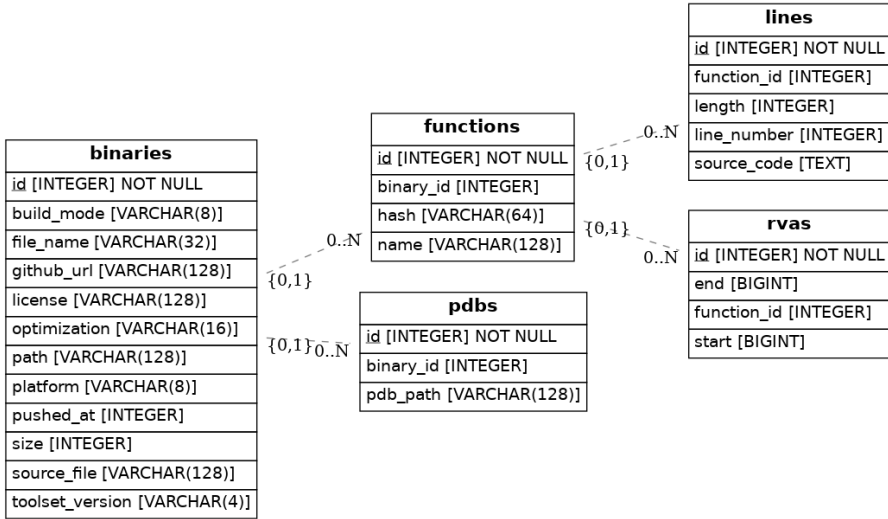 binaries
id [INTEGER] NOT NULL
build_mode [VARCHAR(8)]
file_name [VARCHAR(32)]
github_url [VARCHAR(128)]
license [VARCHAR(128)]
optimization [VARCHAR(16)]
path [VARCHAR(128)]
platform [VARCHAR(8)]
pushed_at [INTEGER]
size [INTEGER]
source_file [VARCHAR(128)]
toolset_version [VARCHAR(4)]
0..N
{0,1}
{0,1}
0..N
functions
id [INTEGER] NOT NULL
binary_id [INTEGER]
hash [VARCHAR(64)]
name [VARCHAR(128)]
pdbs
id [INTEGER] NOT NULL
binary_id [INTEGER]
pdb_path [VARCHAR(128)]
0..N
{0,1}
{0,1}
0..N
lines
id [INTEGER] NOT NULL
function_id [INTEGER]
length [INTEGER]
line_number [INTEGER]
source_code [TEXT]
rvas
id [INTEGER] NOT NULL
end [BIGINT]
function_id [INTEGER]
start [BIGINT]